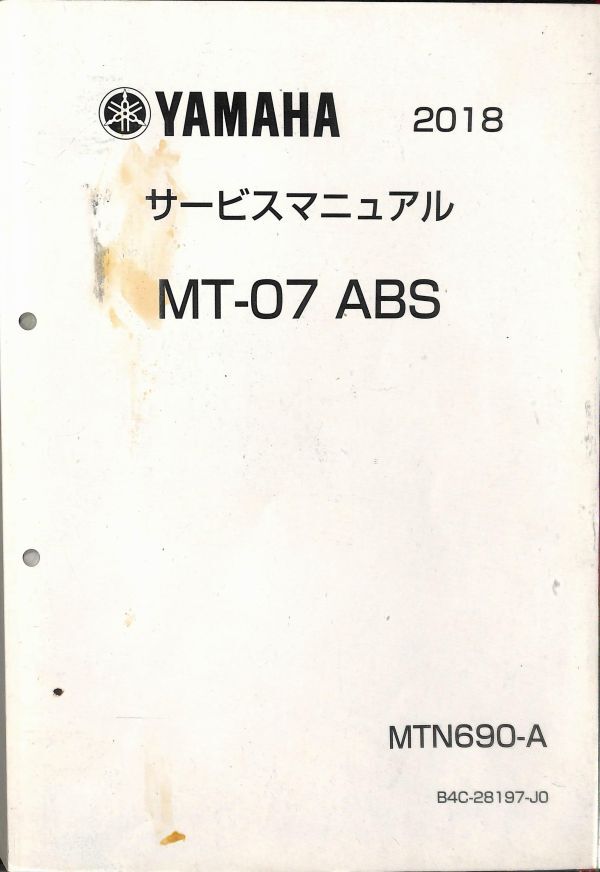 YAMAHA 2018
サービスマニュアル
MT-07 ABS
MTN690-A
B4C-28197-J0